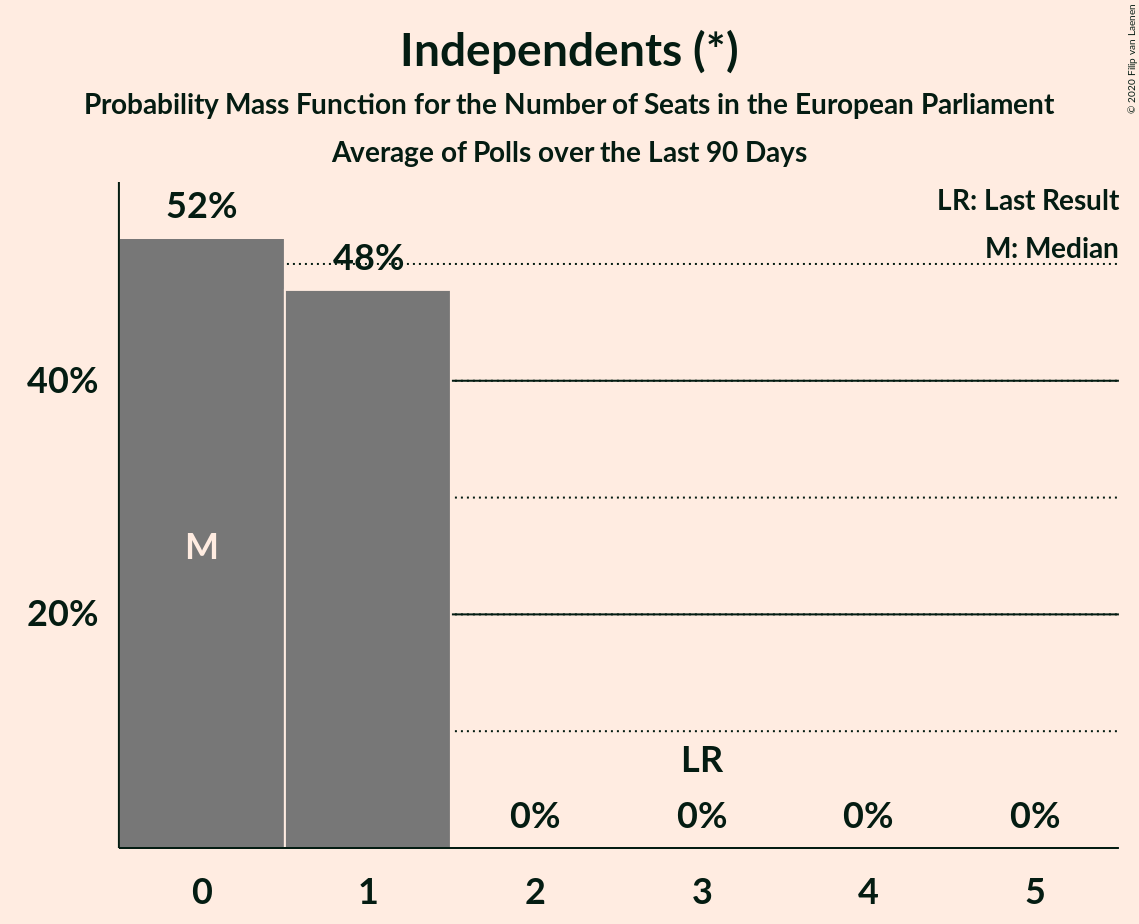 Independents (*)
Probability Mass Function for the Number of Seats in the European Parliament
Average of Polls over the Last 90 Days
© 2020 Filip van Laenen
LR: Last Result
M: Median
52%
48%
40%
20%
M
LR
0%
0%
0%
0%
0
1
2
3
4
5